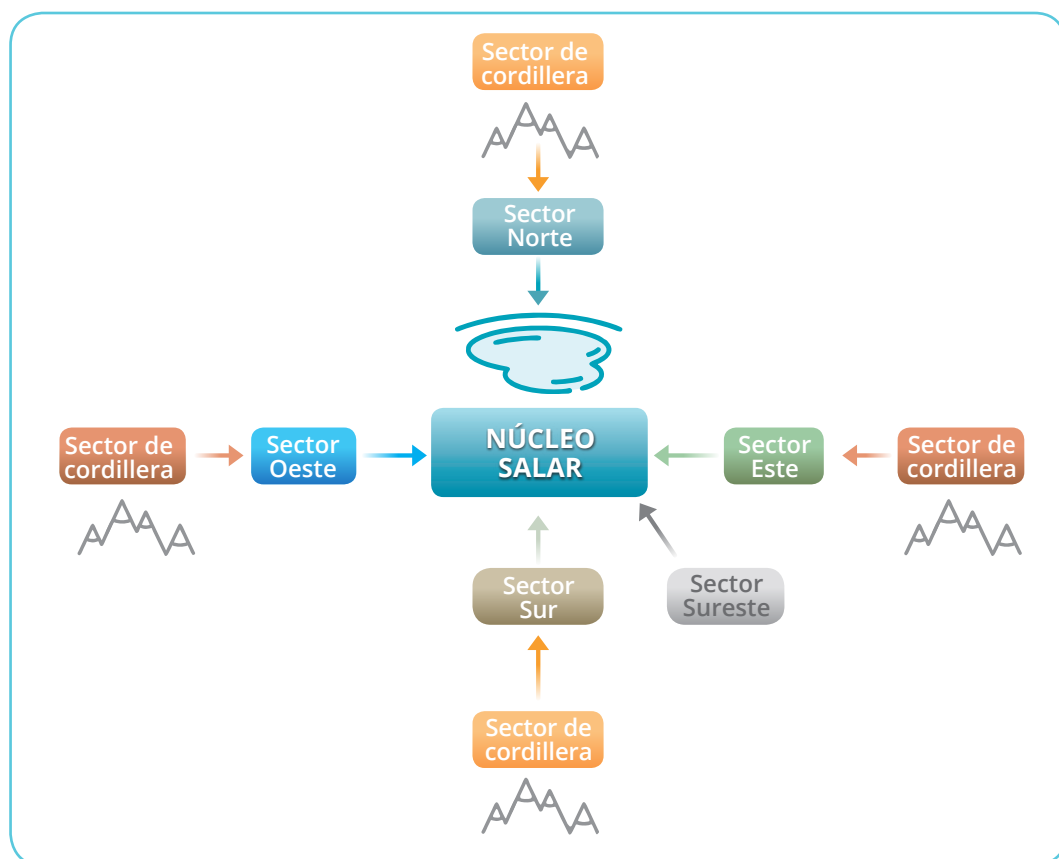 Sector de
cordillera
Sector
Norte
Sector de
cordillera
Sector
Oeste
NÚCLEO
SALAR
Sector
Este
Sector de
cordillera
Sector
Sur
Sector
Sureste
Sector de
cordillera